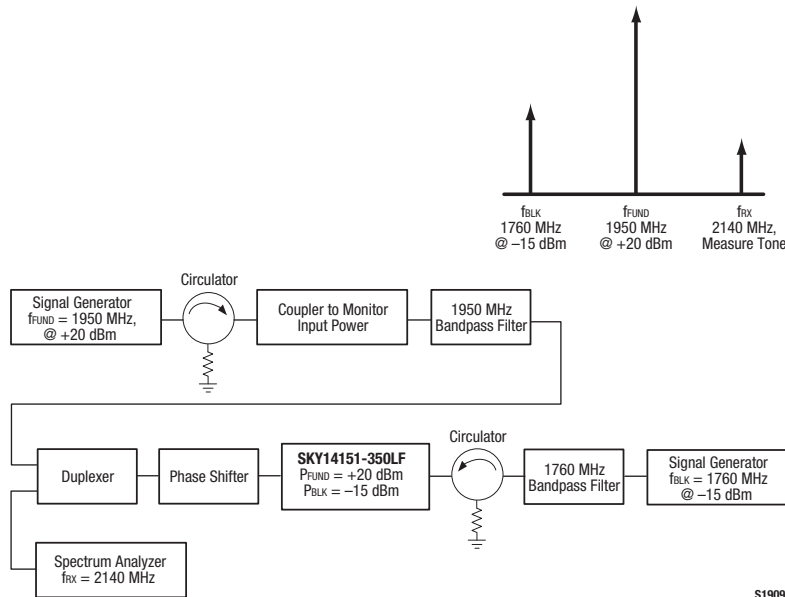 fBLK
1760 MHz
@ –15 dBm
fFUND
1950 MHz
@ +20 dBm
fRX
2140 MHz,
Measure Tone
Signal Generator
fFUND = 1950 MHz,
@ +20 dBm
Circulator
Coupler to Monitor
Input Power
1950 MHz
Bandpass Filter
Duplexer
Phase Shifter
SKY14151-350LF
PFUND = +20 dBm
PBLK = –15 dBm
Circulator
1760 MHz
Bandpass Filter
Signal Generator
fBLK = 1760 MHz
@ –15 dBm
Spectrum Analyzer
fRX = 2140 MHz
S1909